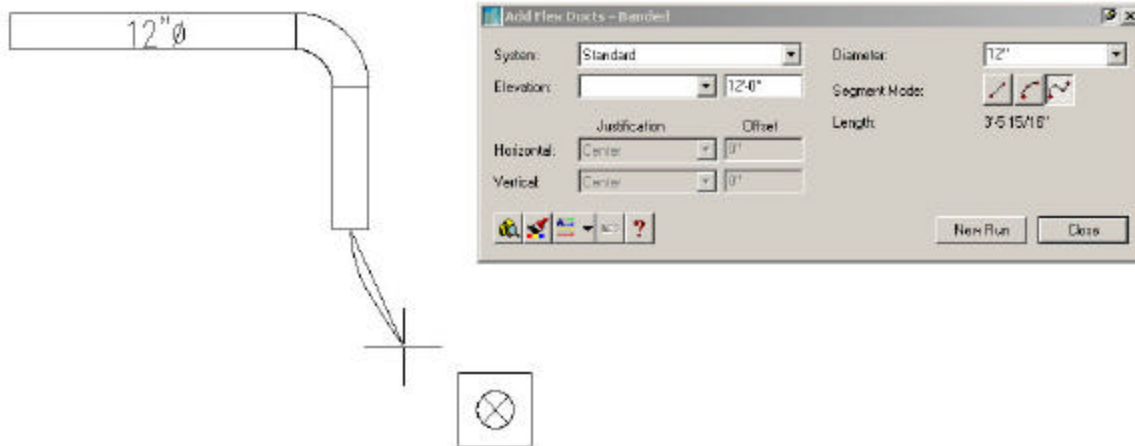 12"Ø
Add Flex Ducts - Banded
System: Standard
Elevation: 12'-0"
Justification Offset
Horizontal: Center 0"
Vertical: Center 0"
Diameter: 12"
Segment Mode:
Length: 3'-5 15/16"
?
New Run Close